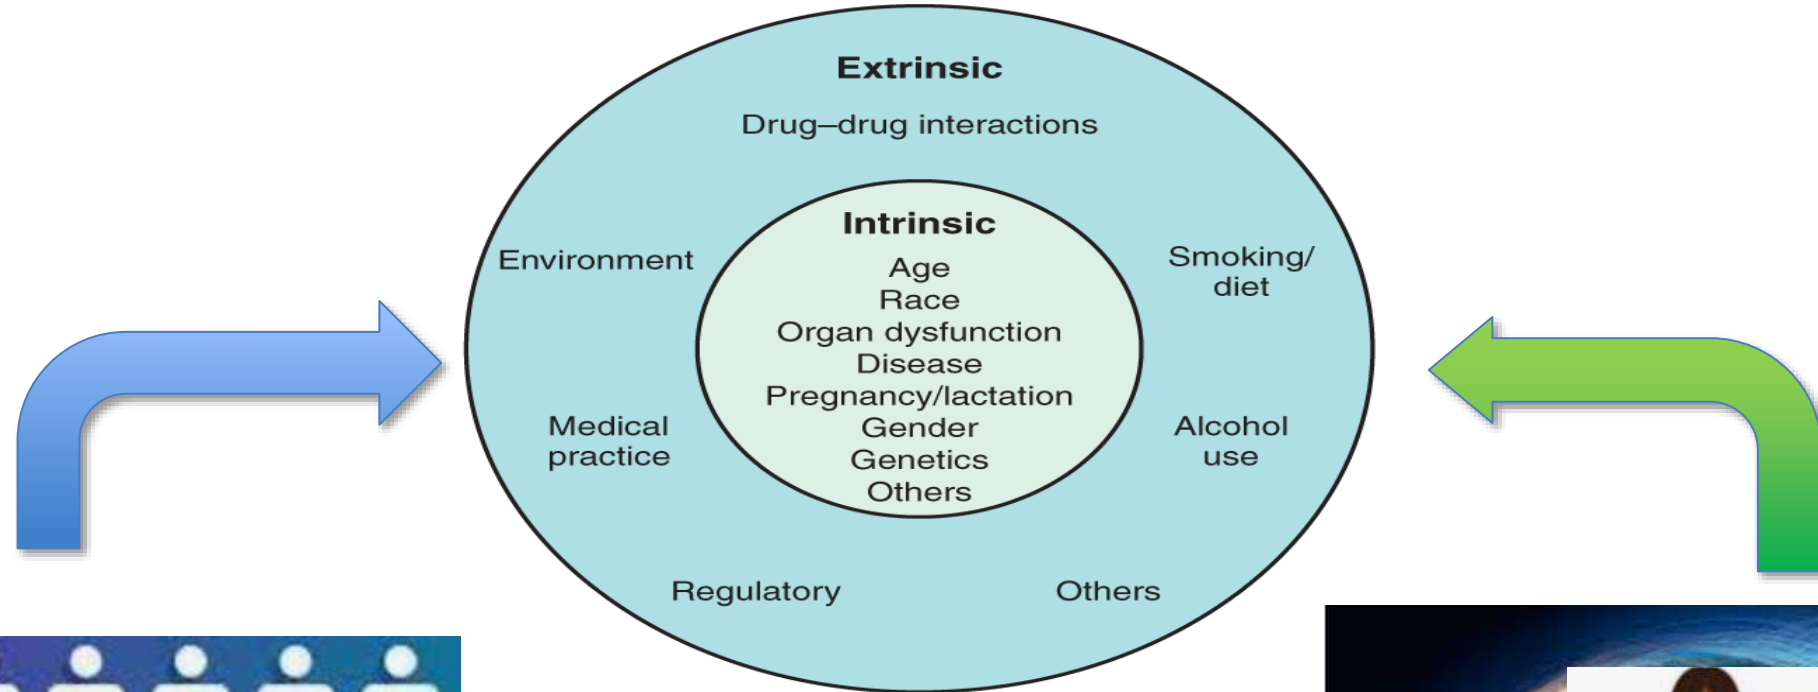 Extrinsic
Drug–drug interactions
Environment
Smoking/
diet
Medical
practice
Alcohol
use
Regulatory
Others
Intrinsic
Age
Race
Organ dysfunction
Disease
Pregnancy/lactation
Gender
Genetics
Others